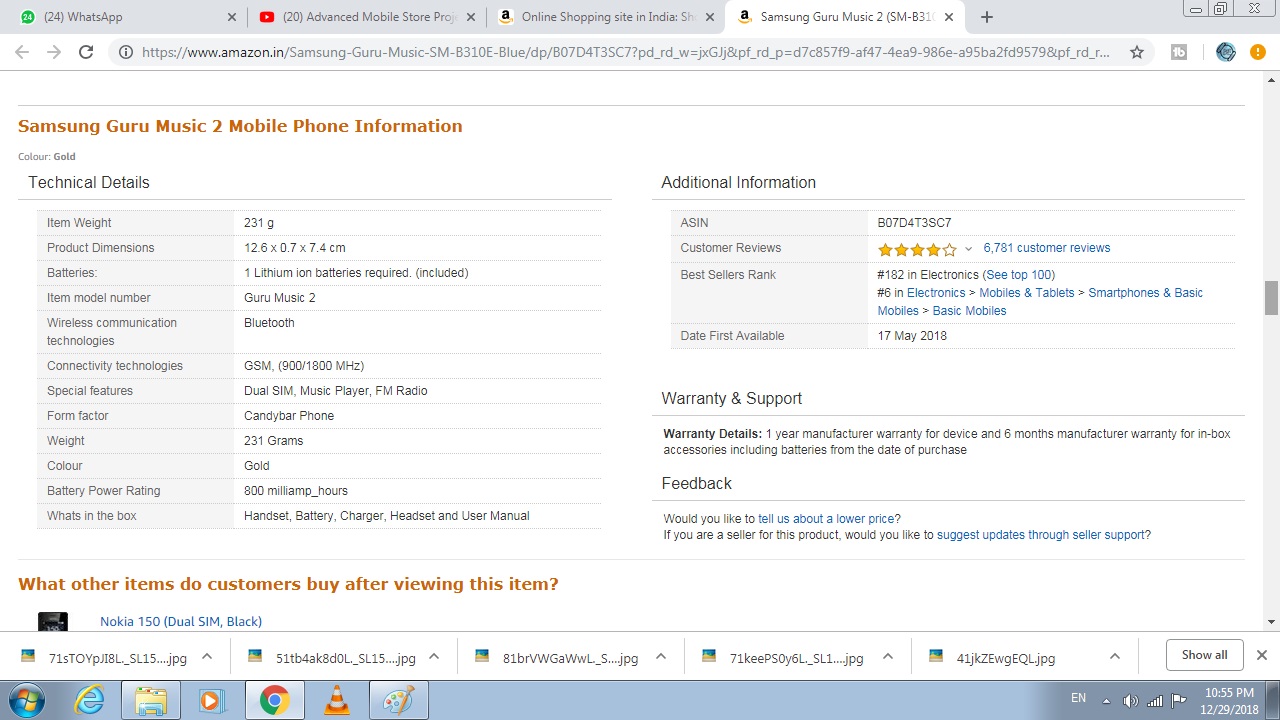 (24) WhatsApp
(20) Advanced Mobile Store Proje
Online Shopping site in India: Sh
Samsung Guru Music 2 (SM-B310
https://www.amazon.in/Samsung-Guru-Music-SM-B310E-Blue/dp/B07D4T3SC7?pd_rd_w=jxGJj&pf_rd_p=d7c857f9-af47-4ea9-986e-a95ba2fd9579&pf_rd_r...
Samsung Guru Music 2 Mobile Phone Information
Colour: Gold
Technical Details
Item Weight 231 g
Product Dimensions 12.6 x 0.7 x 7.4 cm
Batteries: 1 Lithium ion batteries required. (included)
Item model number Guru Music 2
Wireless communication Bluetooth
technologies
Connectivity technologies GSM, (900/1800 MHz)
Special features Dual SIM, Music Player, FM Radio
Form factor Candybar Phone
Weight 231 Grams
Colour Gold
Battery Power Rating 800 milliamp_hours
Whats in the box Handset, Battery, Charger, Headset and User Manual
Additional Information
ASIN B07D4T3SC7
Customer Reviews 6,781 customer reviews
Best Sellers Rank #182 in Electronics (See top 100)
#6 in Electronics > Mobiles & Tablets > Smartphones & Basic
Mobiles > Basic Mobiles
Date First Available 17 May 2018
Warranty & Support
Warranty Details: 1 year manufacturer warranty for device and 6 months manufacturer warranty for in-box
accessories including batteries from the date of purchase
Feedback
Would you like to tell us about a lower price?
If you are a seller for this product, would you like to suggest updates through seller support?
What other items do customers buy after viewing this item?
Nokia 150 (Dual SIM, Black)
71sTOYpJI8L._SL15....jpg
51tb4ak8d0L._SL15....jpg
81brVWGaWwL._S....jpg
71keePS0y6L._SL1....jpg
41jkZEwgEQL.jpg
Show all
EN
10:55 PM
12/29/2018